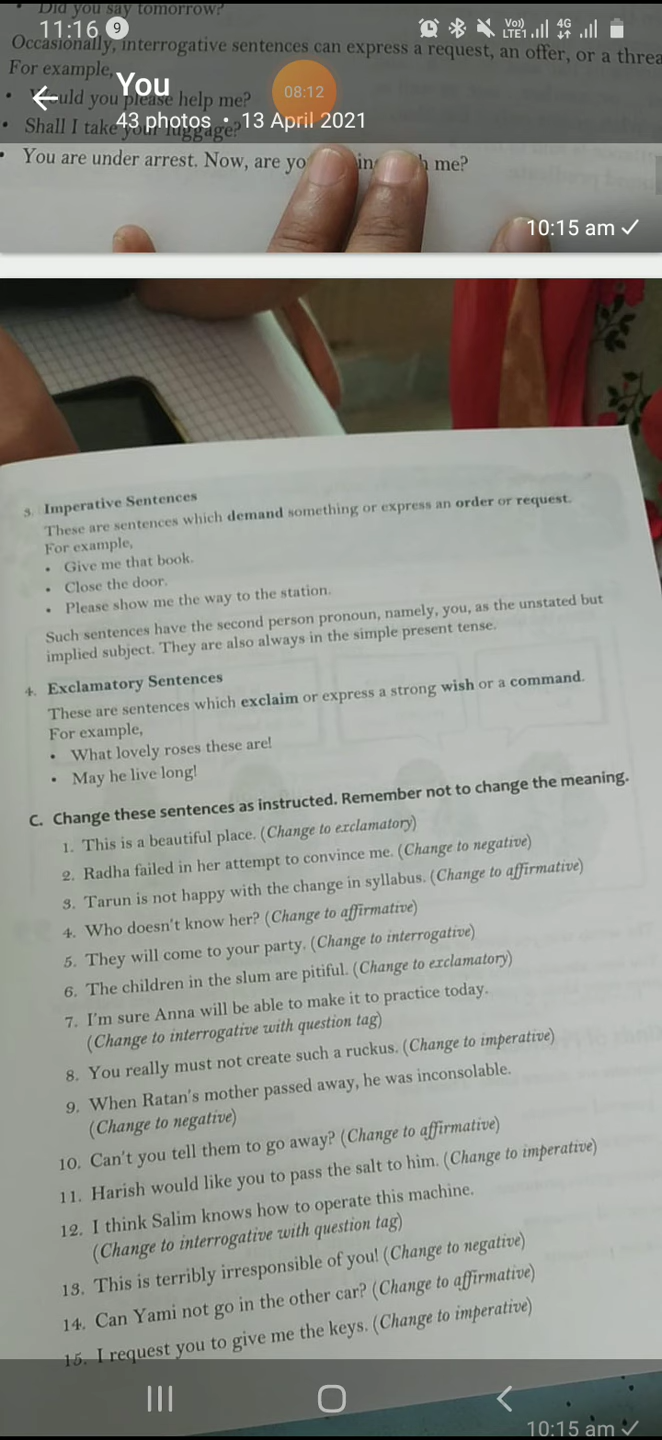 Did you say tomorrow?
11:16 9 Vo)) LTE1 4G
Occasionally, interrogative sentences can express a request, an offer, or a threa
For example,
You
08:12
• Would you please help me?
43 photos • 13 April 2021
• Shall I take your luggage?
• You are under arrest. Now, are yo me?
10:15 am
3. Imperative Sentences
These are sentences which demand something or express an order or request.
For example,
• Give me that book.
• Close the door.
• Please show me the way to the station.
Such sentences have the second person pronoun, namely, you, as the unstated but
implied subject. They are also always in the simple present tense.
4. Exclamatory Sentences
These are sentences which exclaim or express a strong wish or a command.
For example,
• What lovely roses these are!
• May he live long!
C. Change these sentences as instructed. Remember not to change the meaning.
1. This is a beautiful place. (Change to exclamatory)
2. Radha failed in her attempt to convince me. (Change to negative)
3. Tarun is not happy with the change in syllabus. (Change to affirmative)
4. Who doesn't know her? (Change to affirmative)
5. They will come to your party. (Change to interrogative)
6. The children in the slum are pitiful. (Change to exclamatory)
7. I'm sure Anna will be able to make it to practice today.
(Change to interrogative with question tag)
8. You really must not create such a ruckus. (Change to imperative)
9. When Ratan's mother passed away, he was inconsolable.
(Change to negative)
10. Can't you tell them to go away? (Change to affirmative)
11. Harish would like you to pass the salt to him. (Change to imperative)
12. I think Salim knows how to operate this machine.
(Change to interrogative with question tag)
13. This is terribly irresponsible of you! (Change to negative)
14. Can Yami not go in the other car? (Change to affirmative)
15. I request you to give me the keys. (Change to imperative)
10:15 am